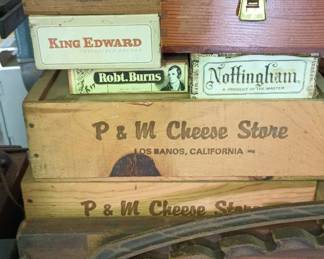 KING EDWARD
Robt. Burns
Nottingham
A PRODUCT OF THE MASTER
P & M Cheese Store
LOS BANOS, CALIFORNIA
P & M Cheese Store